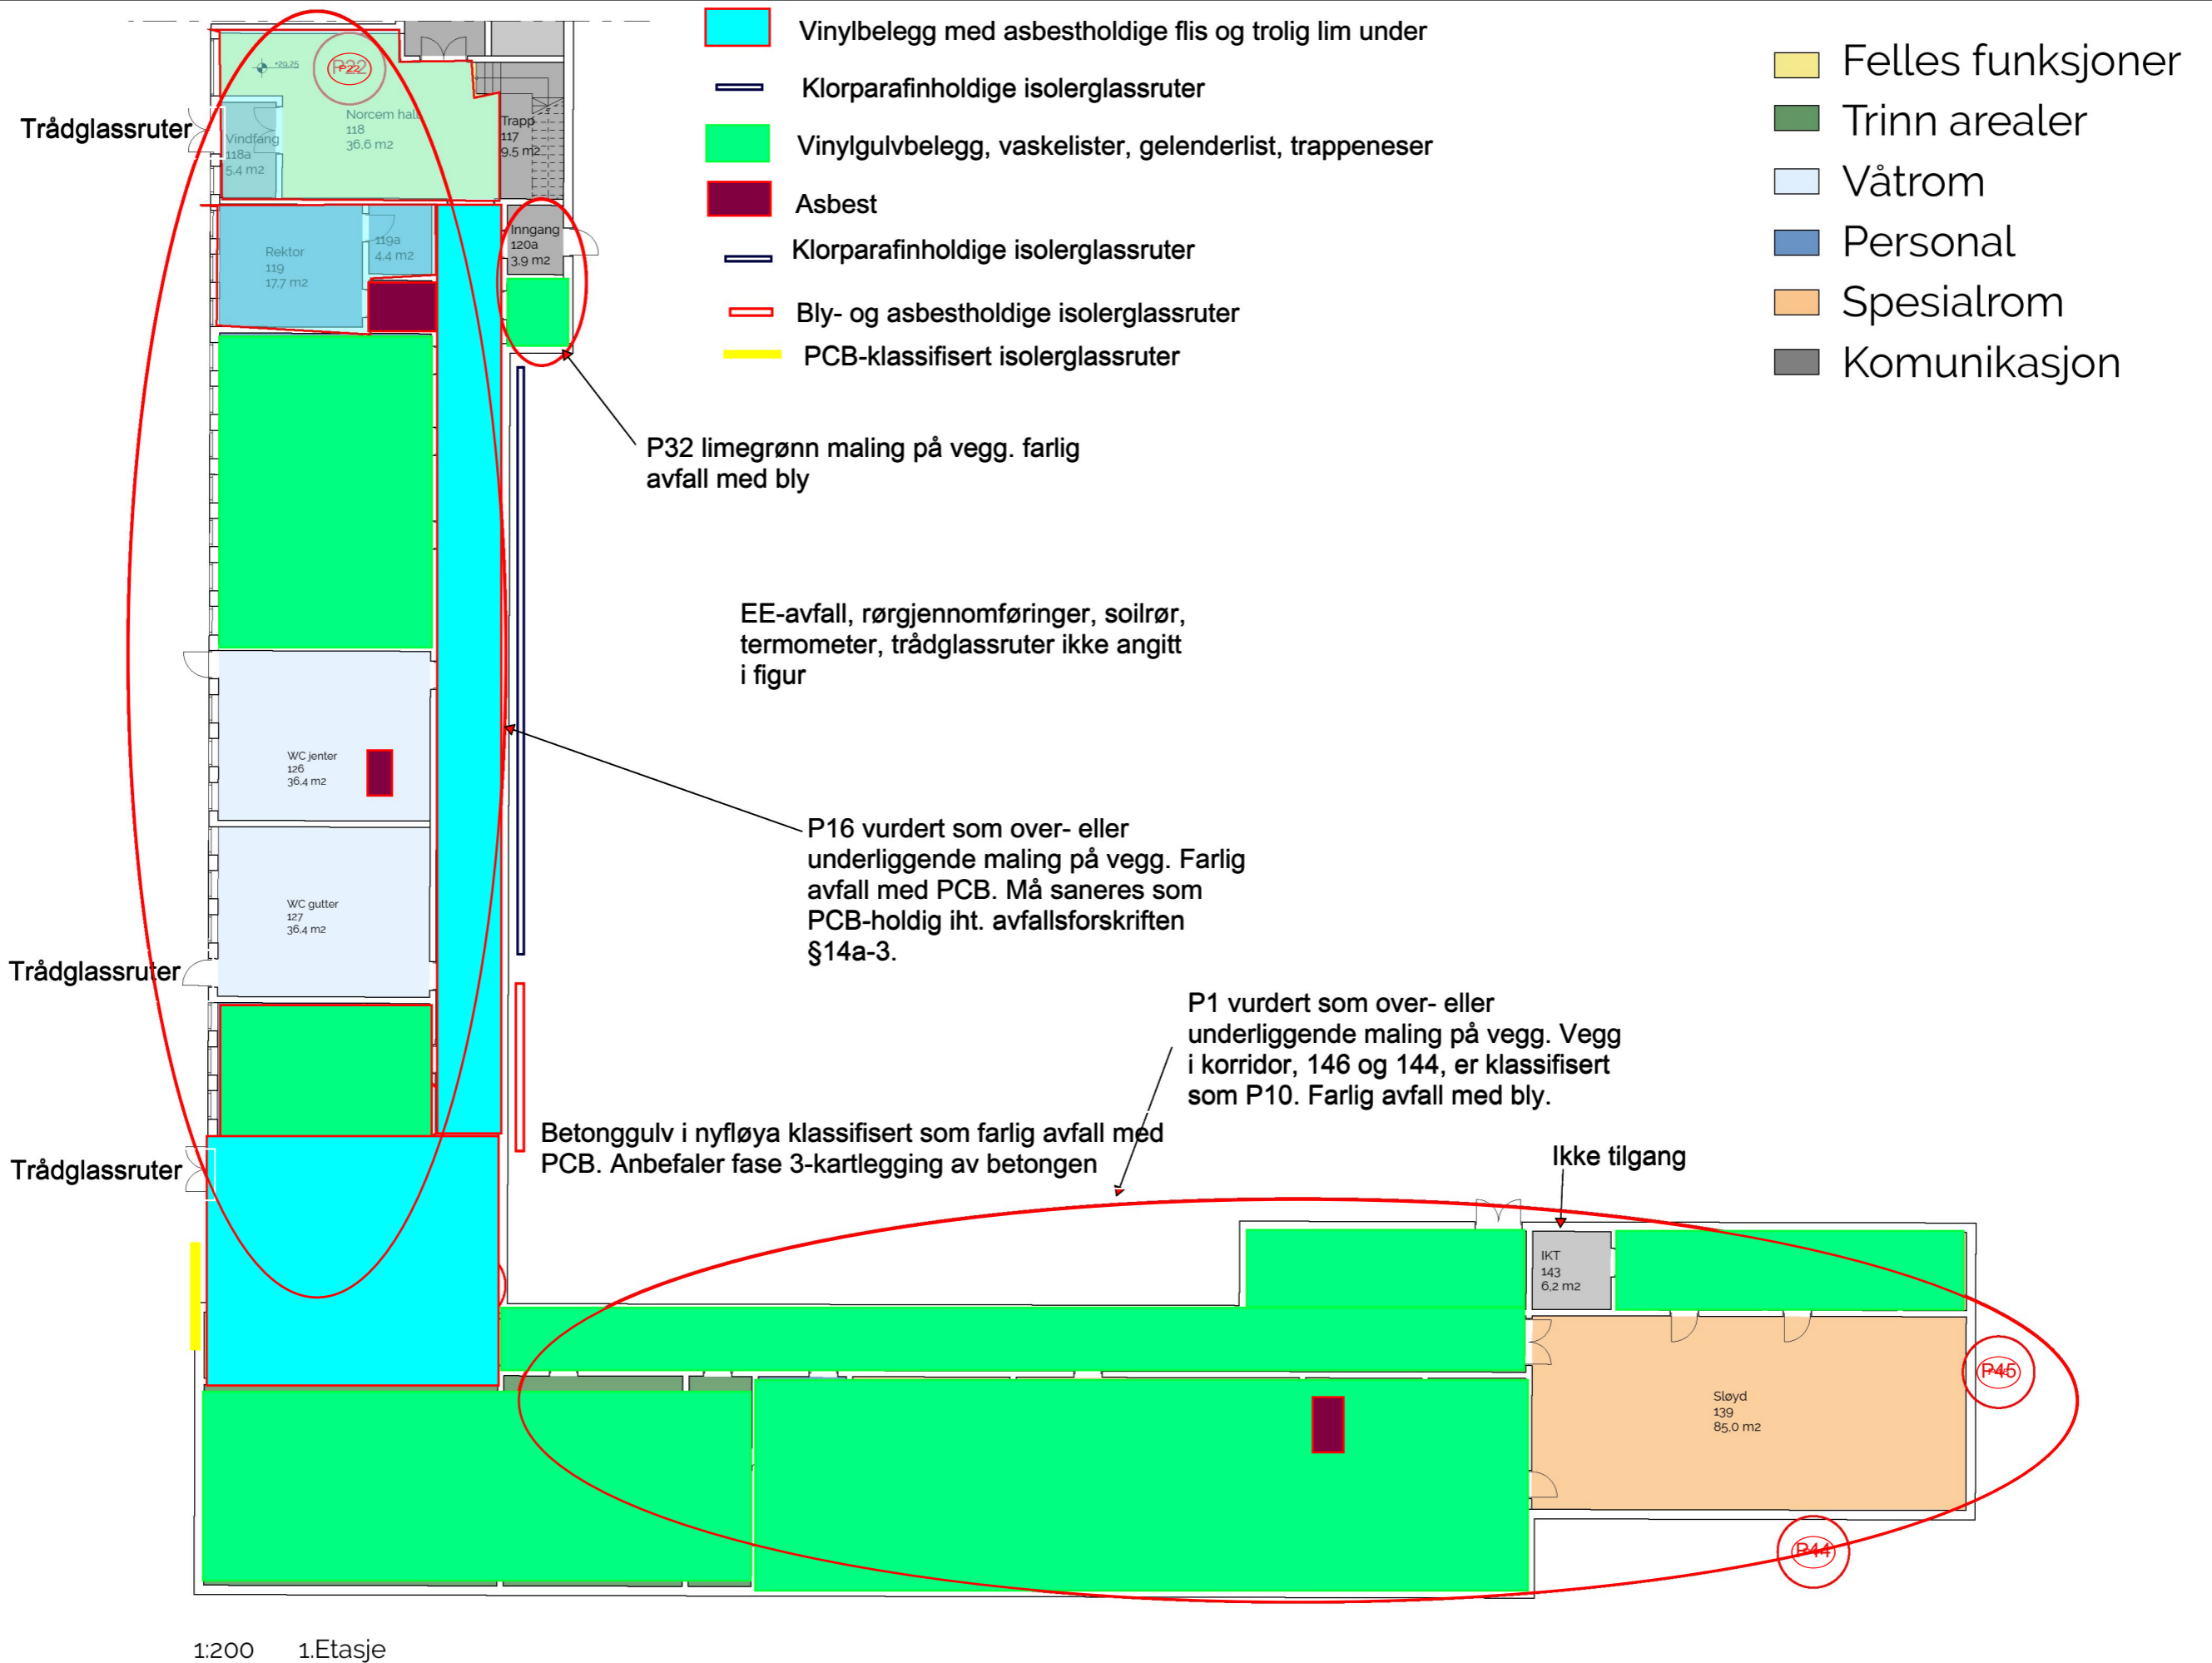 Vinylbelegg med asbestholdige flis og trolig lim under
Klorparafinholdige isolerglassruter
Vinylgulvbelegg, vaskelister, gelenderlist, trappeneser
Asbest
Klorparafinholdige isolerglassruter
Bly- og asbestholdige isolerglassruter
PCB-klassifisert isolerglassruter
Felles funksjoner
Trinn arealer
Våtrom
Personal
Spesialrom
Komunikasjon
+29,25
P22
Trådglassruter
Norcem hall
118
36,6 m2
Vindfang
118a
5,4 m2
Trapp
117
9,5 m2
Rektor
119
17,7 m2
119a
4,4 m2
Inngang
120a
3,9 m2
P32 limegrønn maling på vegg. farlig
avfall med bly
EE-avfall, rørgjennomføringer, soilrør,
termometer, trådglassruter ikke angitt
i figur
WC jenter
126
36,4 m2
P16 vurdert som over- eller
underliggende maling på vegg. Farlig
avfall med PCB. Må saneres som
PCB-holdig iht. avfallsforskriften
§14a-3.
WC gutter
127
36,4 m2
Trådglassruter
P1 vurdert som over- eller
underliggende maling på vegg. Vegg
i korridor, 146 og 144, er klassifisert
som P10. Farlig avfall med bly.
Betonggulv i nyfløya klassifisert som farlig avfall med
PCB. Anbefaler fase 3-kartlegging av betongen
Trådglassruter
Ikke tilgang
IKT
143
6,2 m2
Sløyd
139
85,0 m2
P45
P44
1:200 1.Etasje